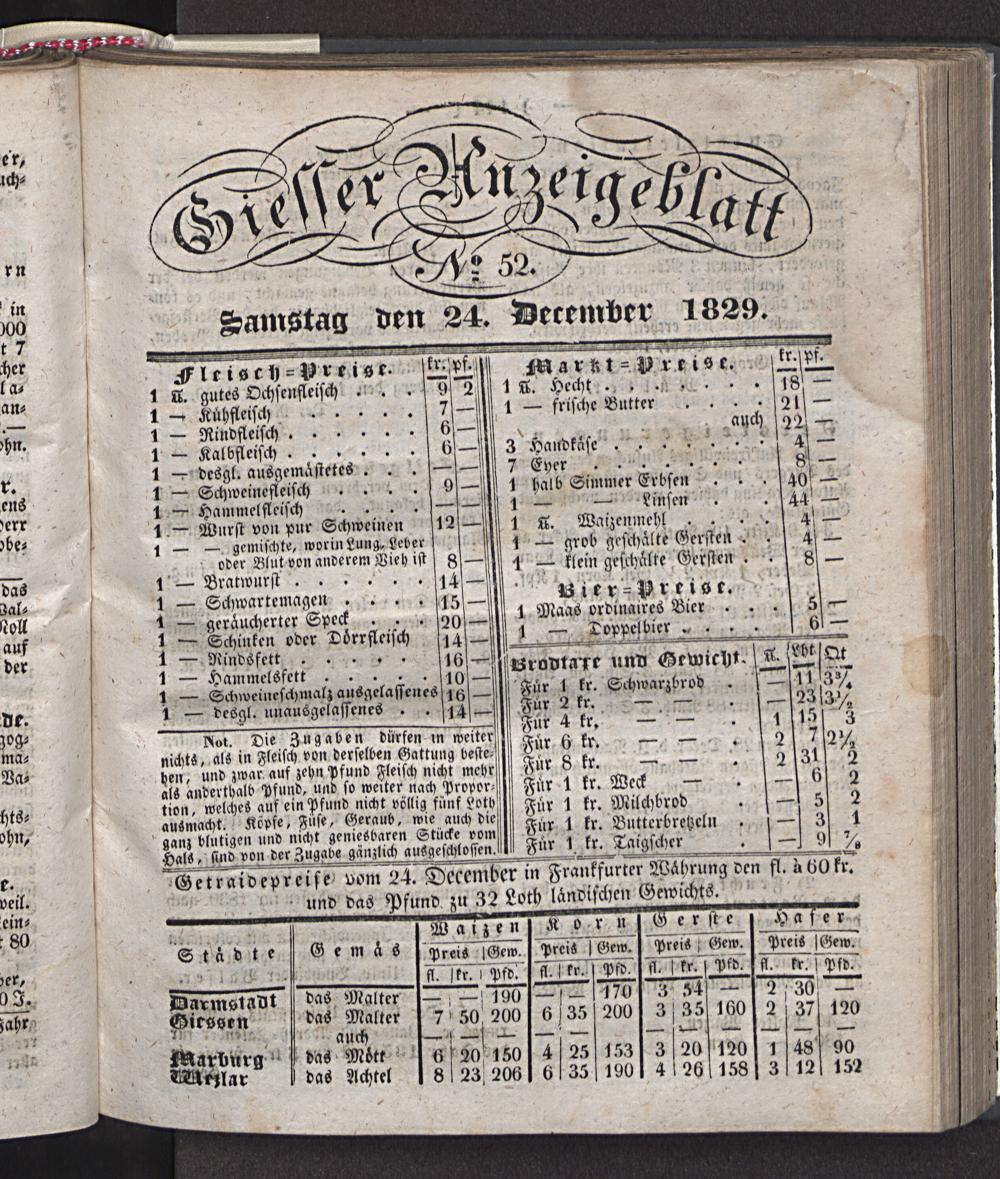 Giesser Anzeigeblatt
No 52.
Samstag den 24. December 1829.
Fleisch=Preise. kr. pf.
1 ℔. gutes Ochsenfleisch . . . 9 2
1 — Kühfleisch . . . . . 7 —
1 — Rindfleisch . . . . . . 6 —
1 — Kalbfleisch . . . . . . 6 —
1 — desgl. ausgemästetes . . . — —
1 — Schweinefleisch . . . . 9 —
1 — Hammelfleisch . . . . — —
1 — Wurst von pur Schweinen 12 —
1 — — gemischte, worin Lung, Leber
oder Blut von anderem Vieh ist 8 —
1 — Bratwurst . . . . . . 14 —
1 — Schwartemagen . . . . 15 —
1 — geräucherter Speck . . . 20 —
1 — Schinken oder Dörrfleisch 14 —
1 — Rindsfett . . . . . 16 —
1 — Hammelsfett . . . . . 10 —
1 — Schweineschmalz ausgelassenes 16 —
1 — desgl. unausgelassenes . . 14 —
Not. Die Zugaben dürfen in weiter
nichts, als in Fleisch von derselben Gattung beste-
hen, und zwar auf zehn Pfund Fleisch nicht mehr
als anderthalb Pfund, und so weiter nach Propor-
tion, welches auf ein Pfund nicht völlig fünf Loth
ausmacht. Köpfe, Füse, Geraub, wie auch die
ganz blutigen und nicht geniesbaren Stücke vom
Hals, sind von der Zugabe gänzlich ausgeschlossen.
Markt=Preise. kr. pf.
1 ℔. Hecht . . . . . . 18 —
1 — frische Butter . . . . 21 —
auch 22 —
3 Handkäse . . . . . . 4 —
7 Eyer . . . . . . . 8 —
1 halb Simmer Erbsen . . . . 40 —
1 — — Linsen . . . . 44 —
1 ℔. Waizenmehl . . . . 4 —
1 — grob geschälte Gersten . . 4 —
1 — klein geschälte Gersten . . 8 —
Bier=Preise.
1 Maas ordinaires Bier . . . 5 —
1 — Doppelbier . . . . . 6 —
Brodtaxe und Gewicht. ℔. Lht Qt
Für 1 kr. Schwarzbrod . — 11 3¾
Für 2 kr. — — . — 23 3½
Für 4 kr. — — . 1 15 3
Für 6 kr. — — . 2 7 2½
Für 8 kr. — — . 2 31 2
Für 1 kr. Weck — . — 6 2
Für 1 kr. Milchbrod . — 5 2
Für 1 kr. Butterbretzeln . — 3 1
Für 1 kr. Taigscher . — 9 ⅞
Getraidepreise vom 24. December in Frankfurter Währung den fl. à 60 kr.
und das Pfund zu 32 Loth ländischen Gewichts.
Städte Gemäs Waizen Korn Gerste Hafer
Preis Gew. Preis Gew. Preis Gew. Preis Gew.
fl. kr. Pfd. fl. kr. Pfd. fl. kr. Pfd. fl. kr. Pfd.
Darmstadt das Malter — — 190 — — 170 3 54 — 2 30 —
Giessen das Malter 7 50 200 6 35 200 3 35 160 2 37 120
auch — — — — — — — — — — — —
Marburg das Mött 6 20 150 4 25 153 3 20 120 1 48 90
Wezlar das Achtel 8 23 206 6 35 190 4 26 158 3 12 152